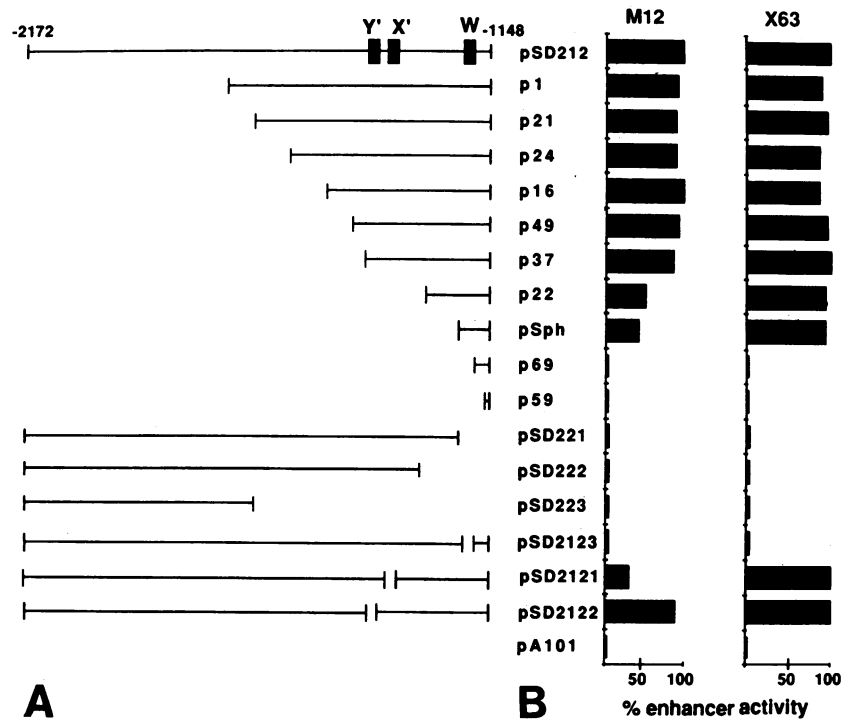 M12 X63
-2172 Y' X' W -1148 pSD212
p1
p21
p24
p16
p49
p37
p22
pSph
p69
p59
pSD221
pSD222
pSD223
pSD2123
pSD2121
pSD2122
pA101
50 100 50 100
A B % enhancer activity